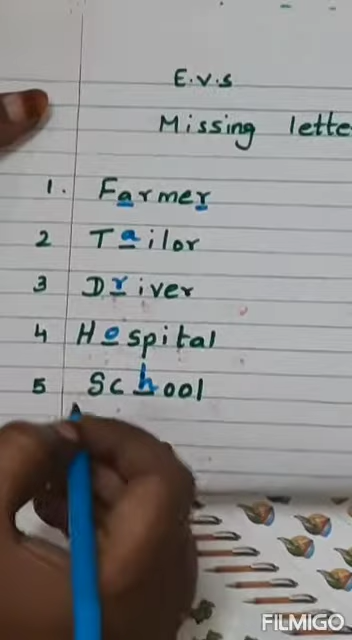 E.V.S
Missing lette
1. Farmer
2 Tailor
3 Driver
4 Hospital
5 School
FILMIGO